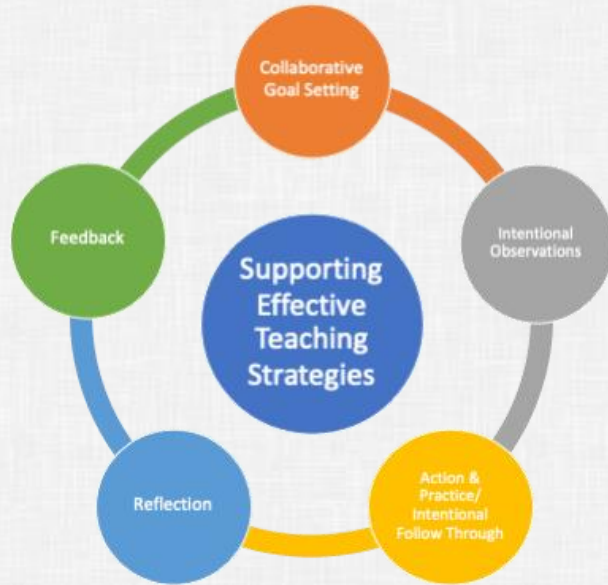 Collaborative
Goal Setting
Intentional
Observations
Action &
Practice/
Intentional
Follow Through
Reflection
Feedback
Supporting
Effective
Teaching
Strategies